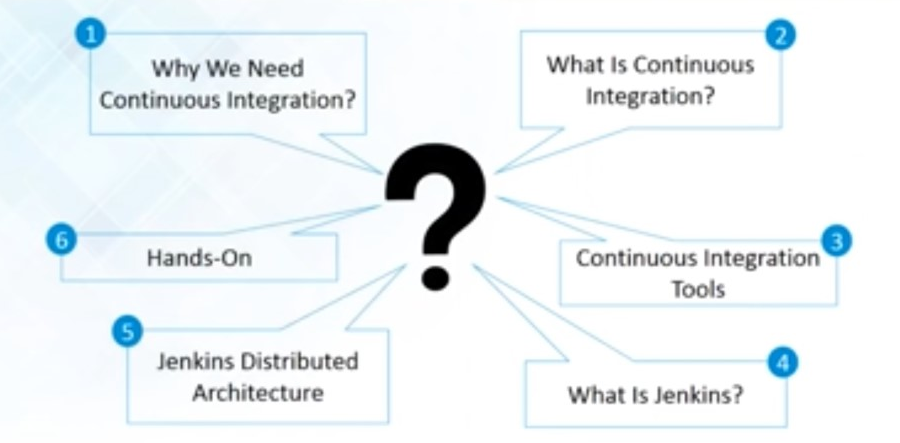 1
Why We Need
Continuous Integration?
2
What Is Continuous
Integration?
3
Continuous Integration
Tools
4
What Is Jenkins?
5
Jenkins Distributed
Architecture
6
Hands-On
?